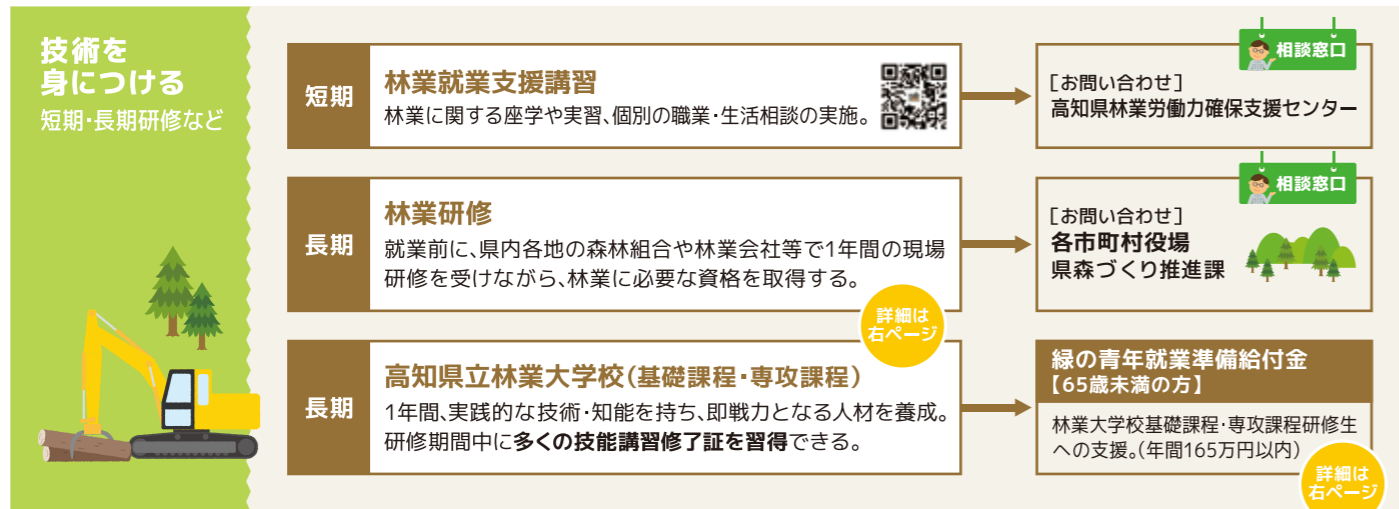 技術を
身につける
短期・長期研修など
短期
林業就業支援講習
林業に関する座学や実習、個別の職業・生活相談の実施。
相談窓口
［お問い合わせ］
高知県林業労働力確保支援センター
長期
林業研修
就業前に、県内各地の森林組合や林業会社等で1年間の現場
研修を受けながら、林業に必要な資格を取得する。
詳細は
右ページ
相談窓口
［お問い合わせ］
各市町村役場
県森づくり推進課
長期
高知県立林業大学校（基礎課程・専攻課程）
1年間、実践的な技術・知能を持ち、即戦力となる人材を養成。
研修期間中に多くの技能講習修了証を習得できる。
緑の青年就業準備給付金
【65歳未満の方】
林業大学校基礎課程・専攻課程研修生
への支援。（年間165万円以内）
詳細は
右ページ